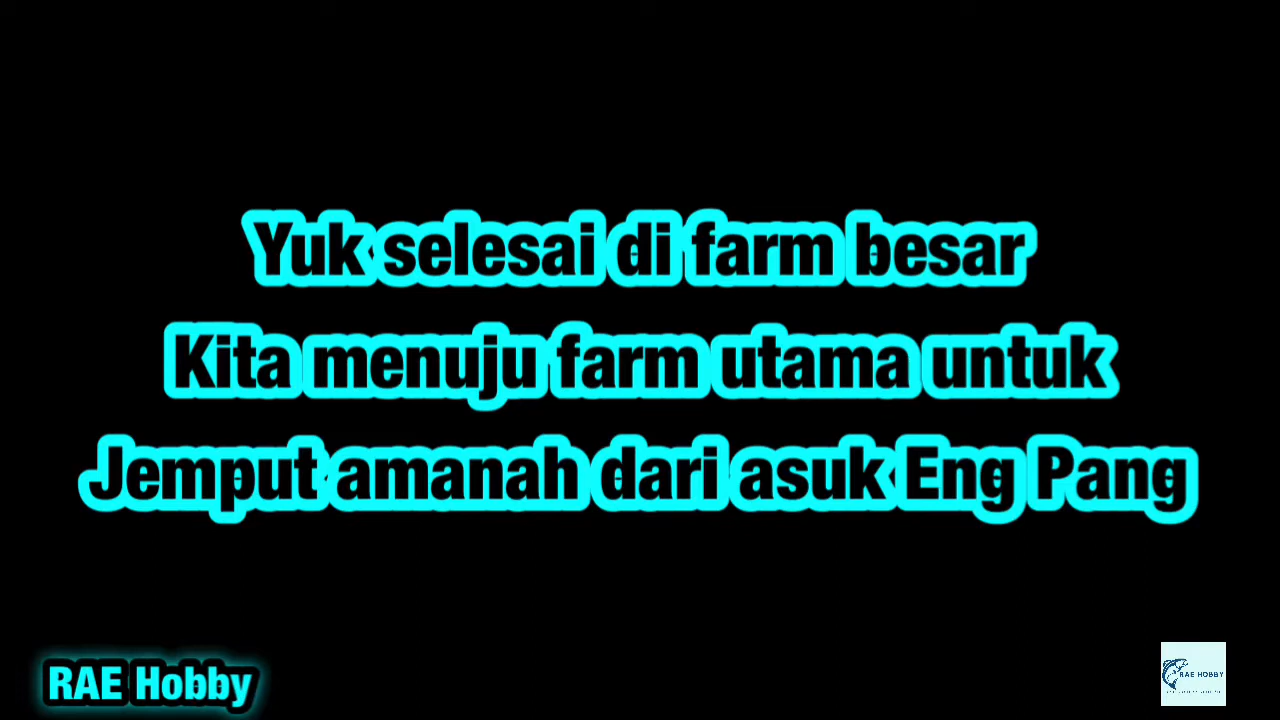 Yuk selesai di farm besar
Kita menuju farm utama untuk
Jemput amanah dari asuk Eng Pang
RAE Hobby
RAE HOBBY